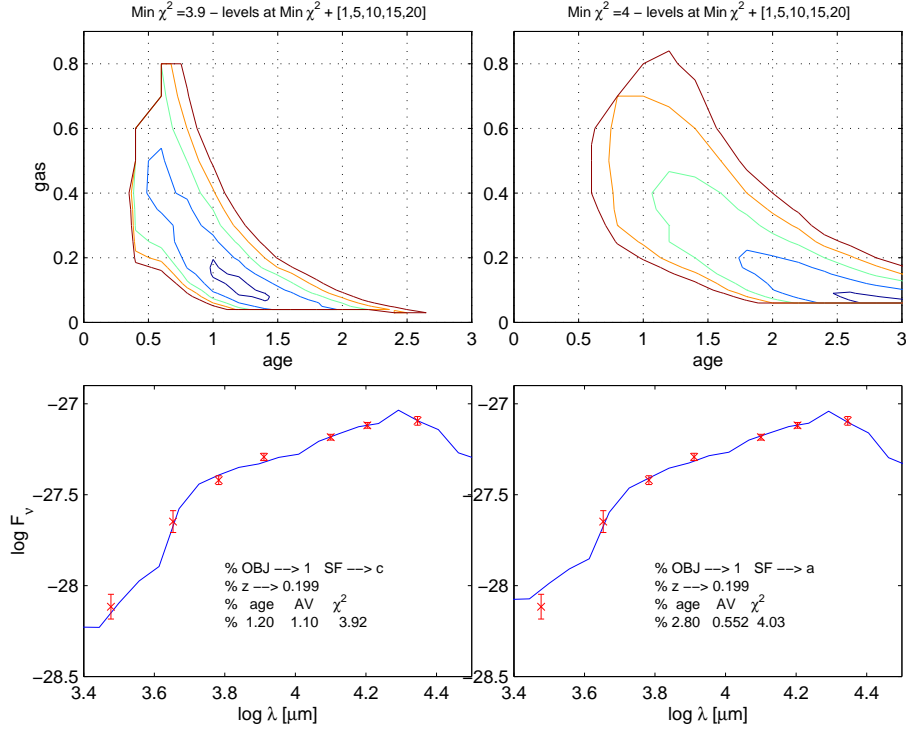 Min χ² =3.9 − levels at Min χ² + [1,5,10,15,20]
gas
0.8
0.6
0.4
0.2
0
0 0.5 1 1.5 2 2.5 3
age
Min χ² =4 − levels at Min χ² + [1,5,10,15,20]
0.8
0.6
0.4
0.2
0
0 0.5 1 1.5 2 2.5 3
age
log F_ν
−27
−27.5
−28
−28.5
% OBJ −−> 1 SF −−> c
% z −−> 0.199
% age AV χ²
% 1.20 1.10 3.92
3.4 3.6 3.8 4 4.2 4.4
log λ [μm]
−27
−27.5
−28
−28.5
% OBJ −−> 1 SF −−> a
% z −−> 0.199
% age AV χ²
% 2.80 0.552 4.03
3.4 3.6 3.8 4 4.2 4.4
log λ [μm]